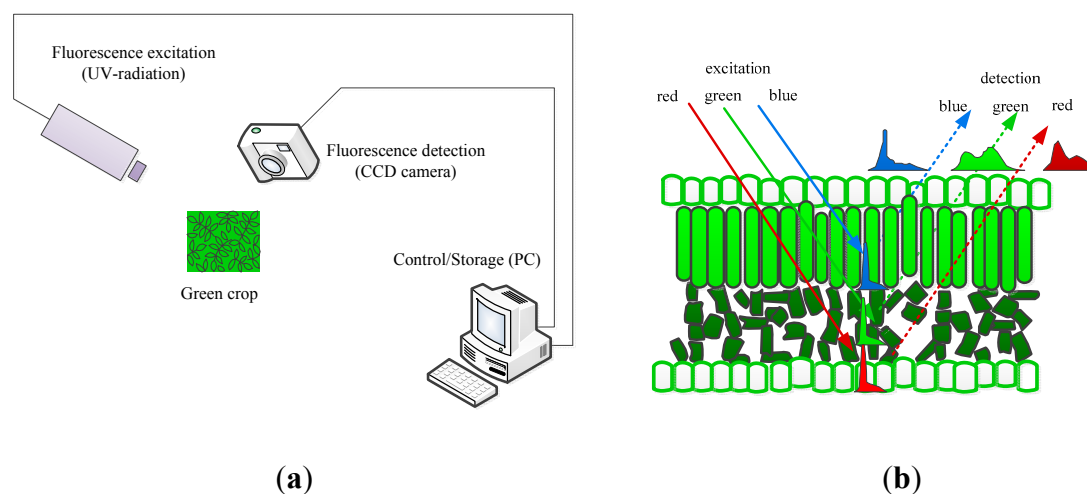 Fluorescence excitation
(UV-radiation)
Fluorescence detection
(CCD camera)
Green crop
Control/Storage (PC)
(a)
excitation
red green blue
detection
blue green red
(b)